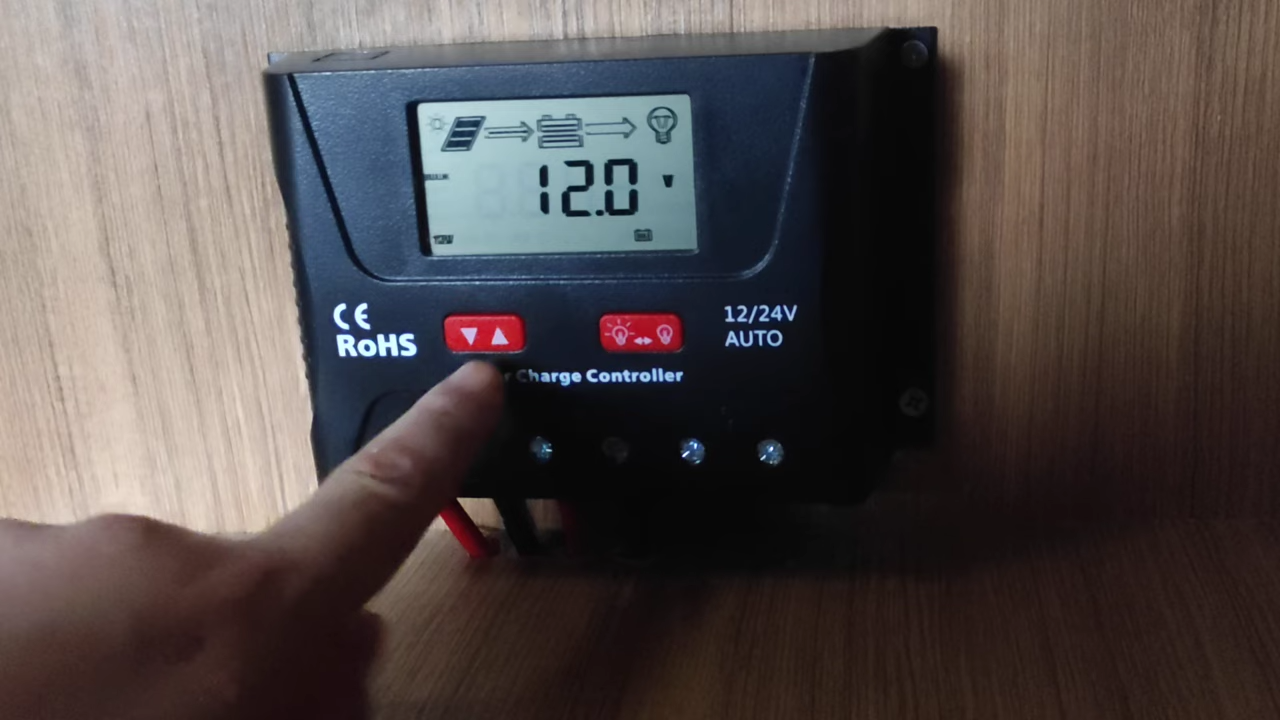 12.0 V
CE
RoHS
12/24V
AUTO
Charge Controller